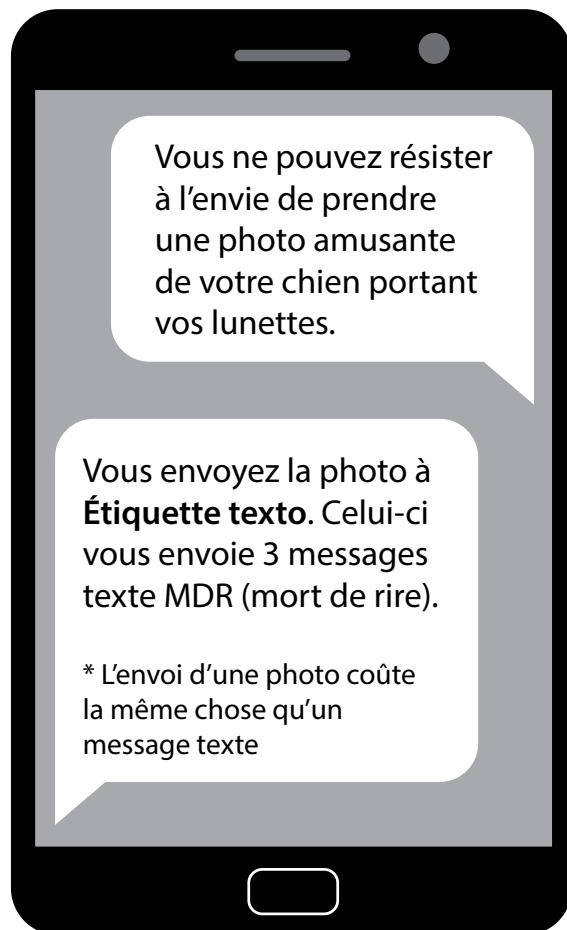 Vous ne pouvez résister
à l’envie de prendre
une photo amusante
de votre chien portant
vos lunettes.
Vous envoyez la photo à
Étiquette texto. Celui-ci
vous envoie 3 messages
texte MDR (mort de rire).
* L’envoi d’une photo coûte
la même chose qu’un
message texte